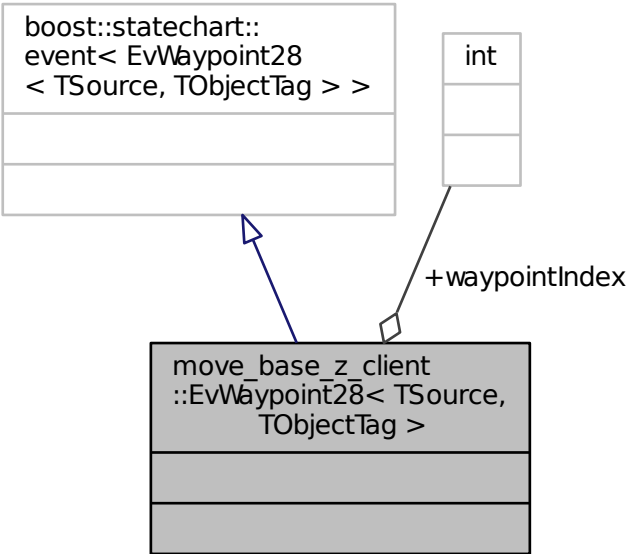 boost::statechart::
event< EvWaypoint28
< TSource, TObjectTag > >
int
+waypointIndex
move_base_z_client
::EvWaypoint28< TSource,
TObjectTag >